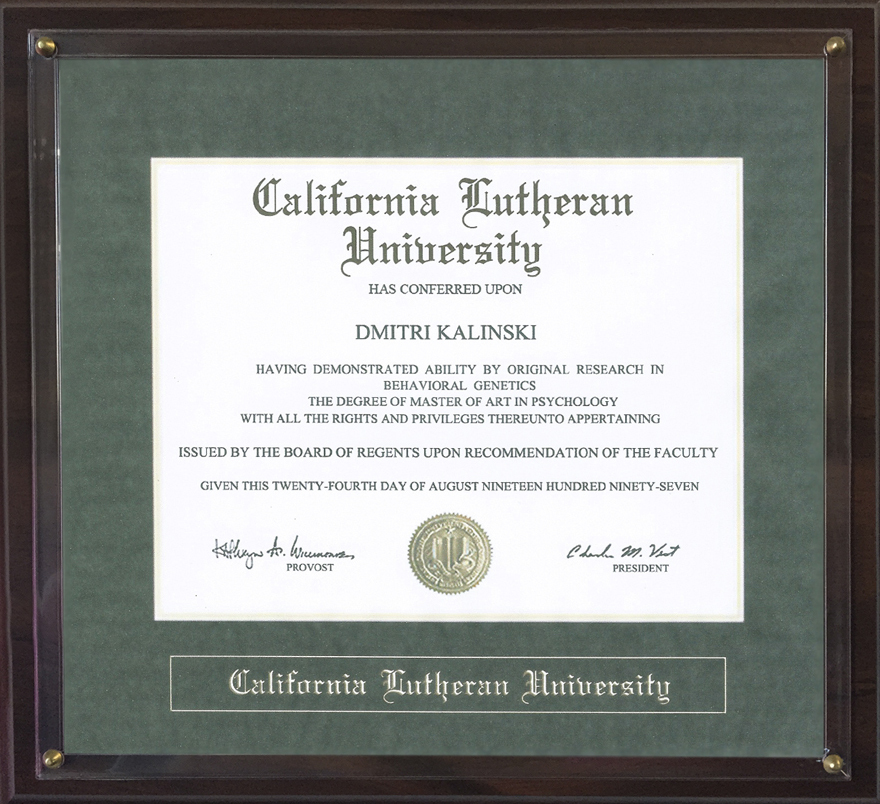 California Lutheran
University
HAS CONFERRED UPON
DMITRI KALINSKI
HAVING DEMONSTRATED ABILITY BY ORIGINAL RESEARCH IN
BEHAVIORAL GENETICS
THE DEGREE OF MASTER OF ART IN PSYCHOLOGY
WITH ALL THE RIGHTS AND PRIVILEGES THEREUNTO APPERTAINING
ISSUED BY THE BOARD OF REGENTS UPON RECOMMENDATION OF THE FACULTY
GIVEN THIS TWENTY-FOURTH DAY OF AUGUST NINETEEN HUNDRED NINETY-SEVEN
Charles M. Vest
PROVOST
PRESIDENT
California Lutheran University